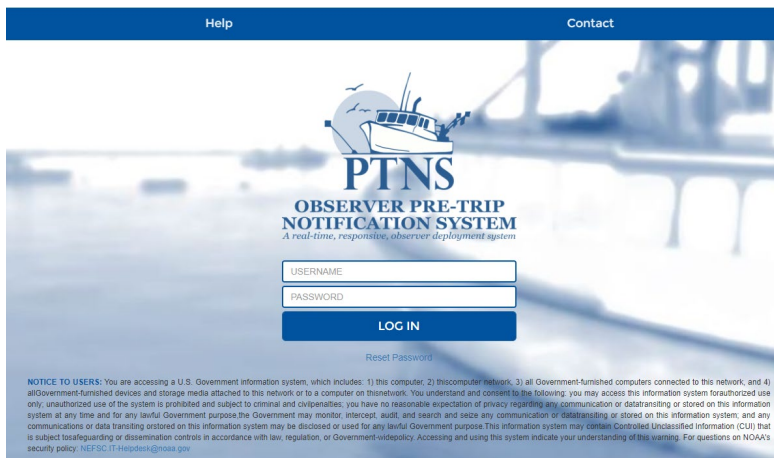 Help
Contact
PTNS
OBSERVER PRE-TRIP
NOTIFICATION SYSTEM
A real-time, responsive, observer deployment system
USERNAME
PASSWORD
LOG IN
Reset Password
NOTICE TO USERS: You are accessing a U.S. Government information system, which includes: 1) this computer, 2) thiscomputer network, 3) all Government-furnished computers connected to this network, and 4)
allGovernment-furnished devices and storage media attached to this network or to a computer on thisnetwork. You understand and consent to the following: you may access this information system forauthorized use
only; unauthorized use of the system is prohibited and subject to criminal and civilpenalties; you have no reasonable expectation of privacy regarding any communication or datatransiting or stored on this information
system at any time and for any lawful Government purpose,the Government may monitor, intercept, audit, and search and seize any communication or datatransiting or stored on this information system; and any
communications or data transiting orstored on this information system may be disclosed or used for any lawful Government purpose.This information system may contain Controlled Unclassified Information (CUI) that
is subject tosafeguarding or dissemination controls in accordance with law, regulation, or Government-widepolicy. Accessing and using this system indicate your understanding of this warning. For questions on NOAA's
security policy: NEFSC.IT-Helpdesk@noaa.gov